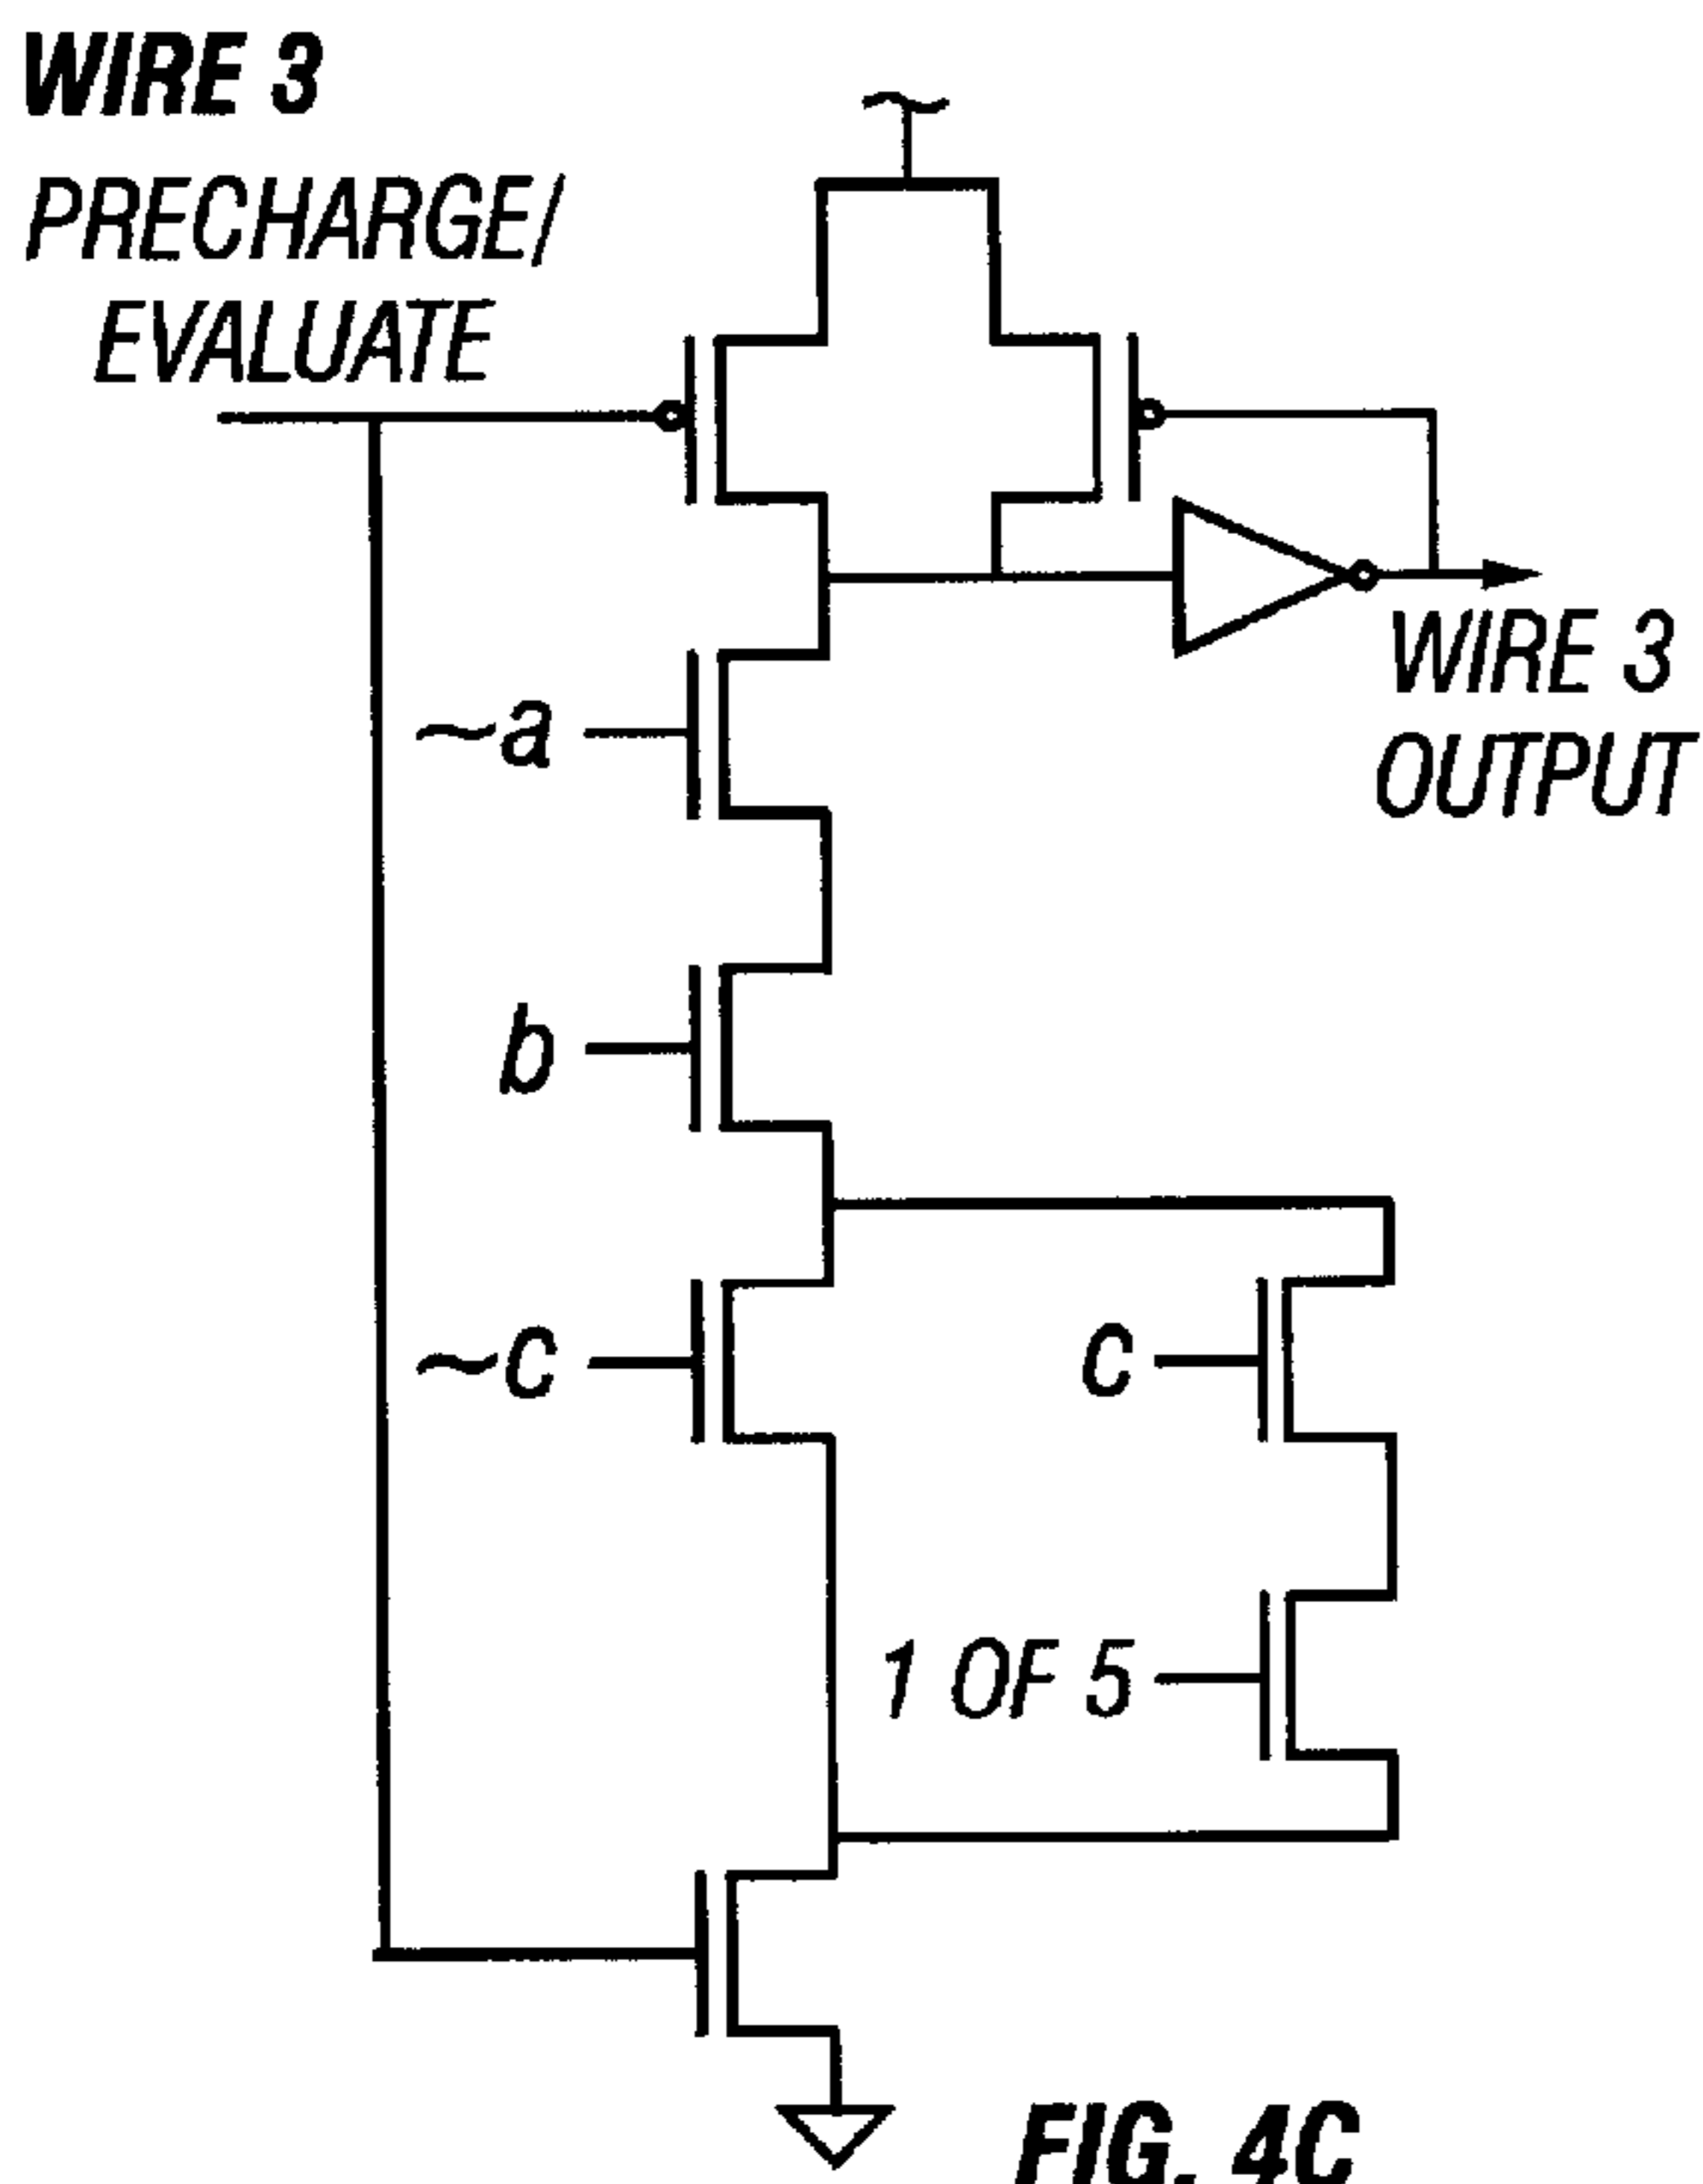 WIRE 3
PRECHARGE/
EVALUATE
WIRE 3
OUTPUT
~a
b
~c
c
1 OF 5
FIG. 4C